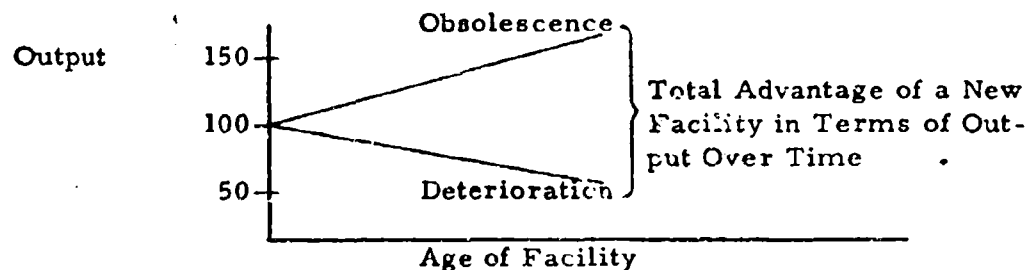 Obsolescence
Output
150
Total Advantage of a New
Facility in Terms of Out-
put Over Time
100
50
Deterioration
Age of Facility